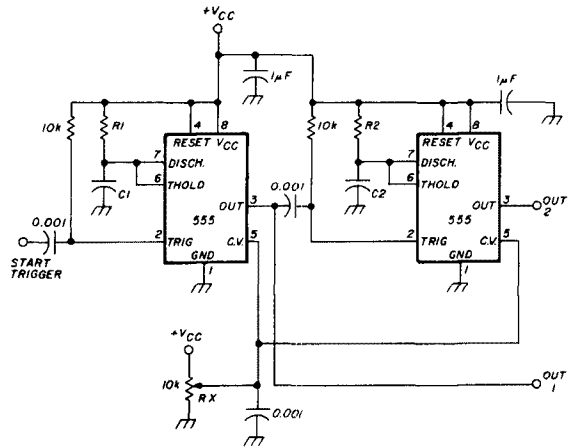 +VCC
1µF
1µF
10k
R1
4
8
RESET VCC
7
DISCH.
6
THOLD
C1
555
OUT
3
0.001
2
TRIG
C.V.
5
GND
1
START
TRIGGER
0.001
10k
R2
4
8
RESET VCC
7
DISCH.
6
THOLD
C2
555
OUT
3
OUT
2
2
TRIG
C.V.
5
GND
1
+VCC
10k
RX
0.001
OUT
1